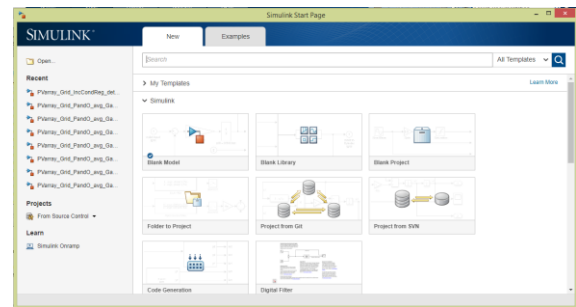 Simulink Start Page
SIMULINK
New
Examples
Open...
Search
All Templates
Recent
My Templates
Learn More
Simulink
PVarray_Grid_IncCondReg_det...
PVarray_Grid_PandO_avg_Ga...
PVarray_Grid_PandO_avg_Ga...
PVarray_Grid_PandO_avg_Ga...
PVarray_Grid_PandO_avg_Ga...
PVarray_Grid_PandO_avg_Ga...
PVarray_Grid_PandO_avg_Ga...
PVarray_Grid_PandO_avg_Ga...
Projects
From Source Control
Learn
Simulink Onramp
Blank Model
Blank Library
Blank Project
Folder to Project
Project from Git
Project from SVN
Code Generation
Digital Filter